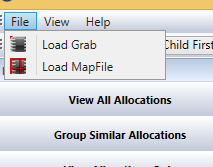 File View Help
Load Grab
Child First
Load MapFile
View All Allocations
Group Similar Allocations